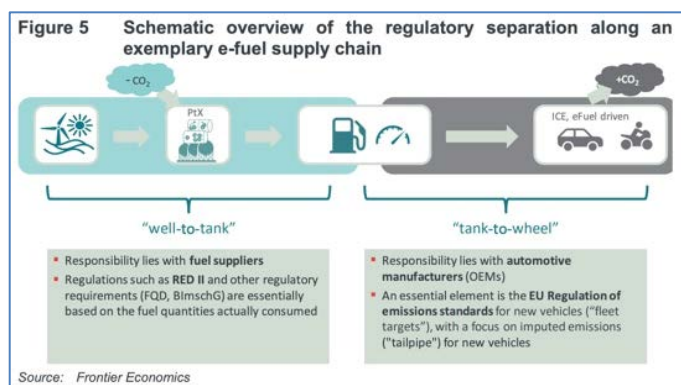 Figure 5 Schematic overview of the regulatory separation along an
exemplary e-fuel supply chain
- CO2
+CO2
PtX
ICE, eFuel driven
"well-to-tank"
"tank-to-wheel"
▪ Responsibility lies with fuel suppliers
▪ Regulations such as RED II and other regulatory
requirements (FQD, BImschG) are essentially
based on the fuel quantities actually consumed
▪ Responsibility lies with automotive
manufacturers (OEMs)
▪ An essential element is the EU Regulation of
emissions standards for new vehicles ("fleet
targets"), with a focus on imputed emissions
("tailpipe") for new vehicles
Source: Frontier Economics